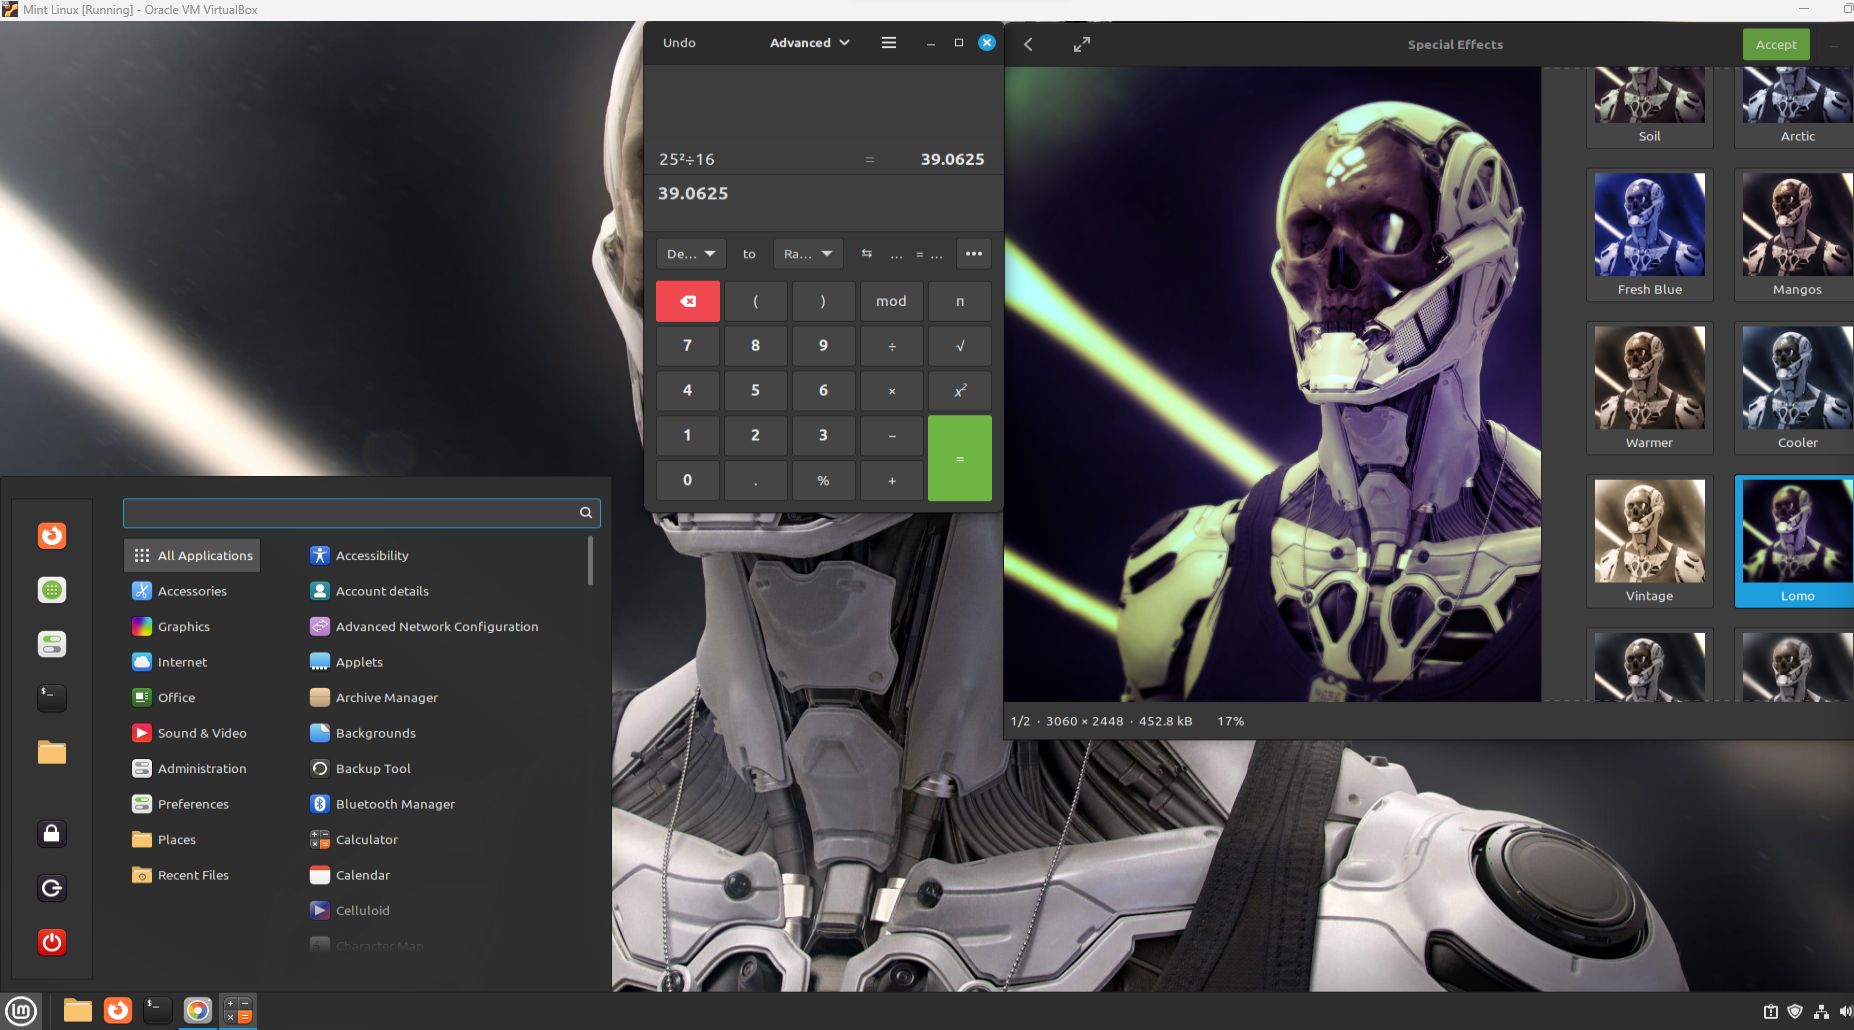 Mint Linux [Running] - Oracle VM VirtualBox
Undo
Advanced
25²÷16 = 39.0625
39.0625
De... to Ra... ... = ...
( ) mod π
7 8 9 ÷ √
4 5 6 × x²
1 2 3 − =
0 . % +
Special Effects
Accept
Soil
Arctic
Fresh Blue
Mangos
Warmer
Cooler
Vintage
Lomo
1/2 · 3060 × 2448 · 452.8 kB 17%
All Applications
Accessories
Graphics
Internet
Office
Sound & Video
Administration
Preferences
Places
Recent Files
Accessibility
Account details
Advanced Network Configuration
Applets
Archive Manager
Backgrounds
Backup Tool
Bluetooth Manager
Calculator
Calendar
Celluloid
Character Map